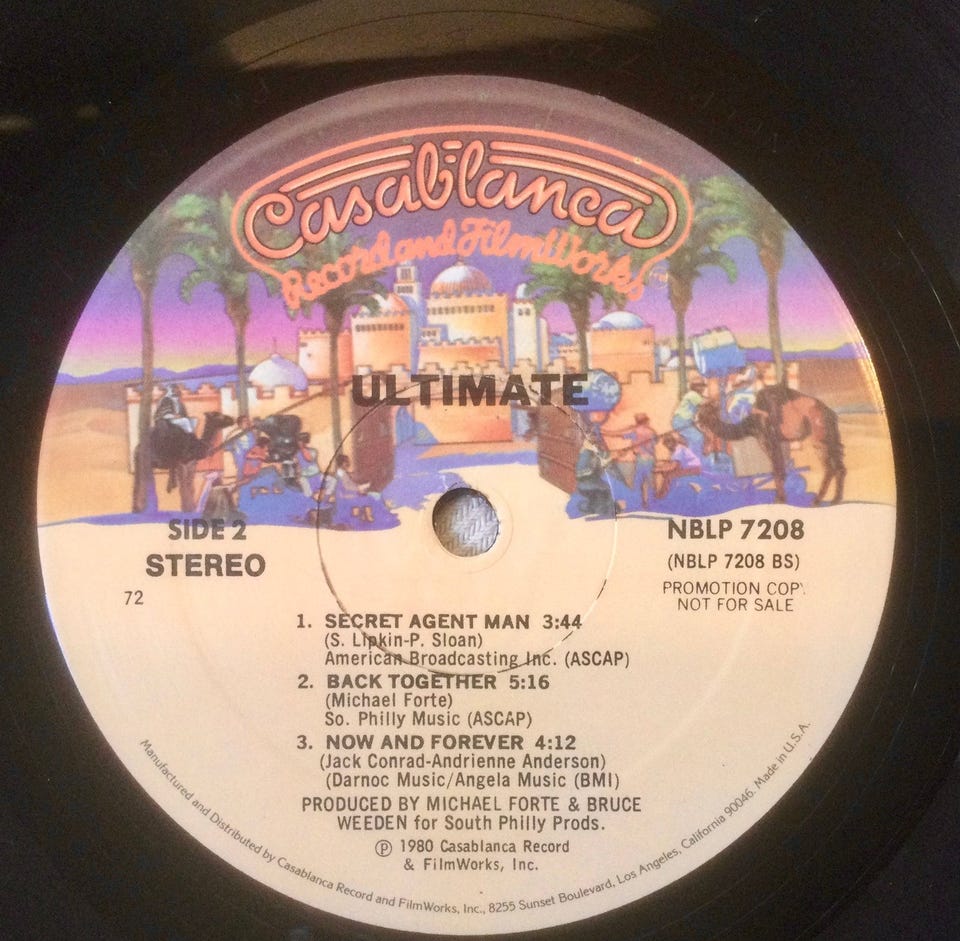 Casablanca
Record and FilmWorks
ULTIMATE
SIDE 2
STEREO
72
NBLP 7208
(NBLP 7208 BS)
PROMOTION COPY
NOT FOR SALE
1. SECRET AGENT MAN 3:44
(S. Lipkin-P. Sloan)
American Broadcasting Inc. (ASCAP)
2. BACK TOGETHER 5:16
(Michael Forte)
So. Philly Music (ASCAP)
3. NOW AND FOREVER 4:12
(Jack Conrad-Andrienne Anderson)
(Darnoc Music/Angela Music (BMI)
PRODUCED BY MICHAEL FORTE & BRUCE
WEEDEN for South Philly Prods.
℗ 1980 Casablanca Record
& FilmWorks, Inc.
Manufactured and Distributed by Casablanca Record and FilmWorks, Inc., 8255 Sunset Boulevard, Los Angeles, California 90046. Made in U.S.A.